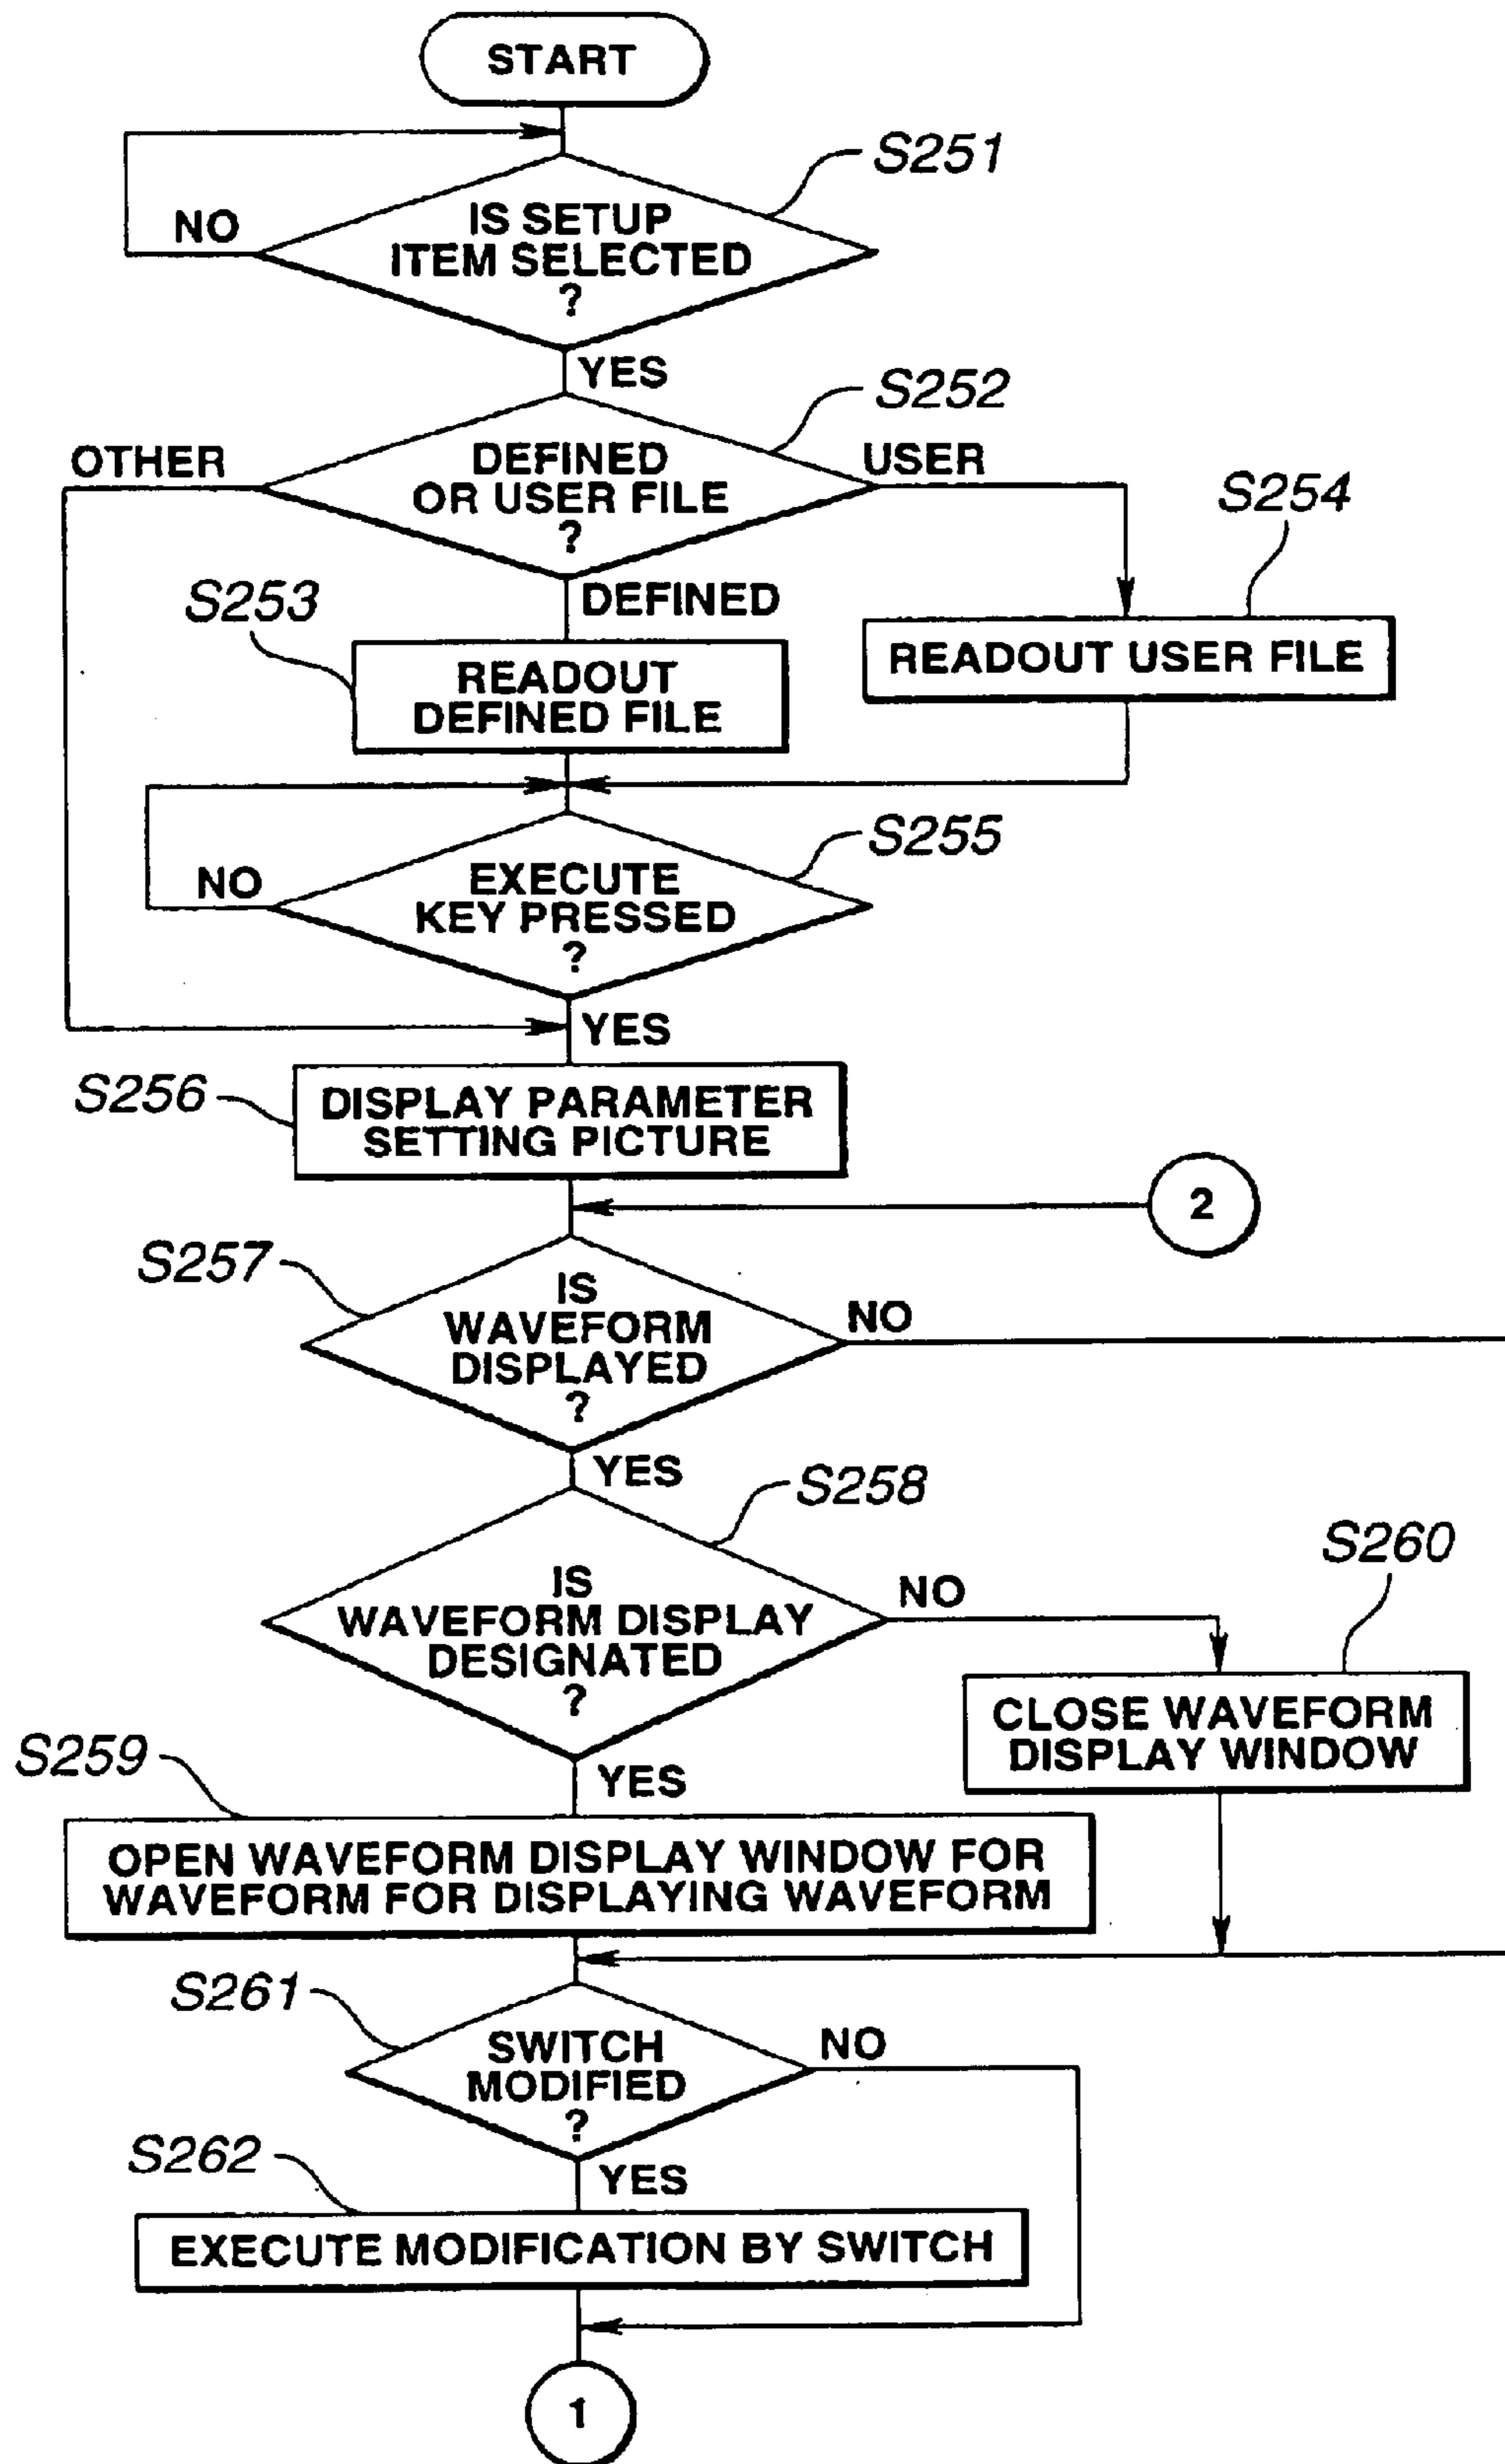 START
S251
NO
IS SETUP
ITEM SELECTED
?
YES
S252
OTHER
DEFINED
OR USER FILE
?
USER
S254
S253
DEFINED
READOUT
DEFINED FILE
READOUT USER FILE
S255
NO
EXECUTE
KEY PRESSED
?
YES
S256
DISPLAY PARAMETER
SETTING PICTURE
2
S257
IS
WAVEFORM
DISPLAYED
?
NO
YES
S258
S260
IS
WAVEFORM DISPLAY
DESIGNATED
?
NO
CLOSE WAVEFORM
DISPLAY WINDOW
S259
YES
OPEN WAVEFORM DISPLAY WINDOW FOR
WAVEFORM FOR DISPLAYING WAVEFORM
S261
SWITCH
MODIFIED
?
NO
S262
YES
EXECUTE MODIFICATION BY SWITCH
1